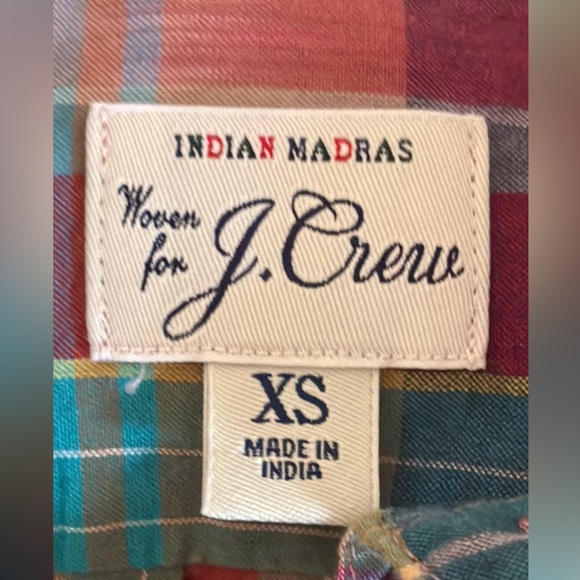 INDIAN MADRAS
Woven
for
J. Crew
XS
MADE IN
INDIA